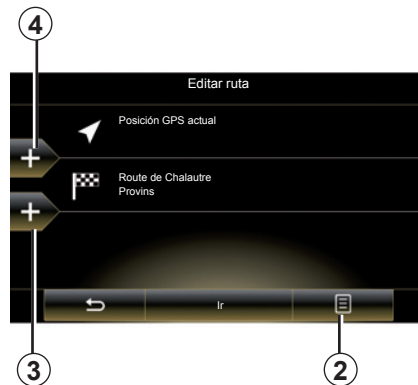 4
Editar ruta
Posición GPS actual
+
Route de Chalautre
Provins
+
Ir
3
2